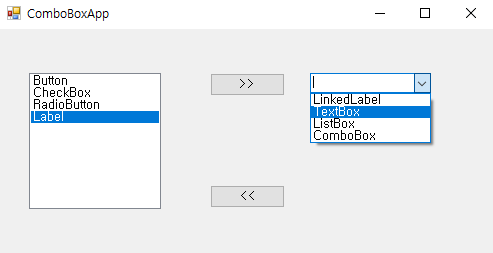 ComboBoxApp
Button
CheckBox
RadioButton
Label
>>
<<
LinkedLabel
TextBox
ListBox
ComboBox